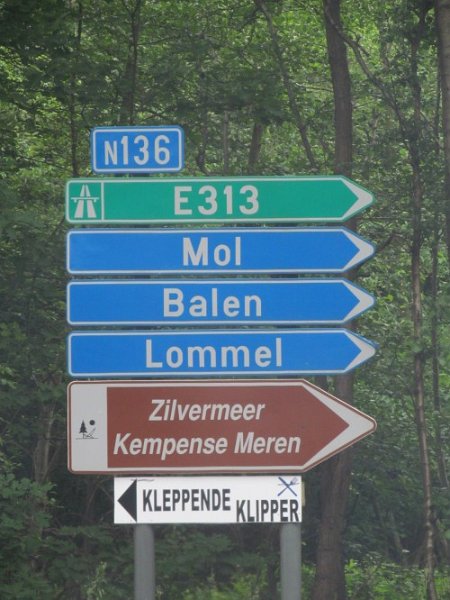 N136
E313
Mol
Balen
Lommel
Zilvermeer
Kempense Meren
KLEPPENDE
KLIPPER